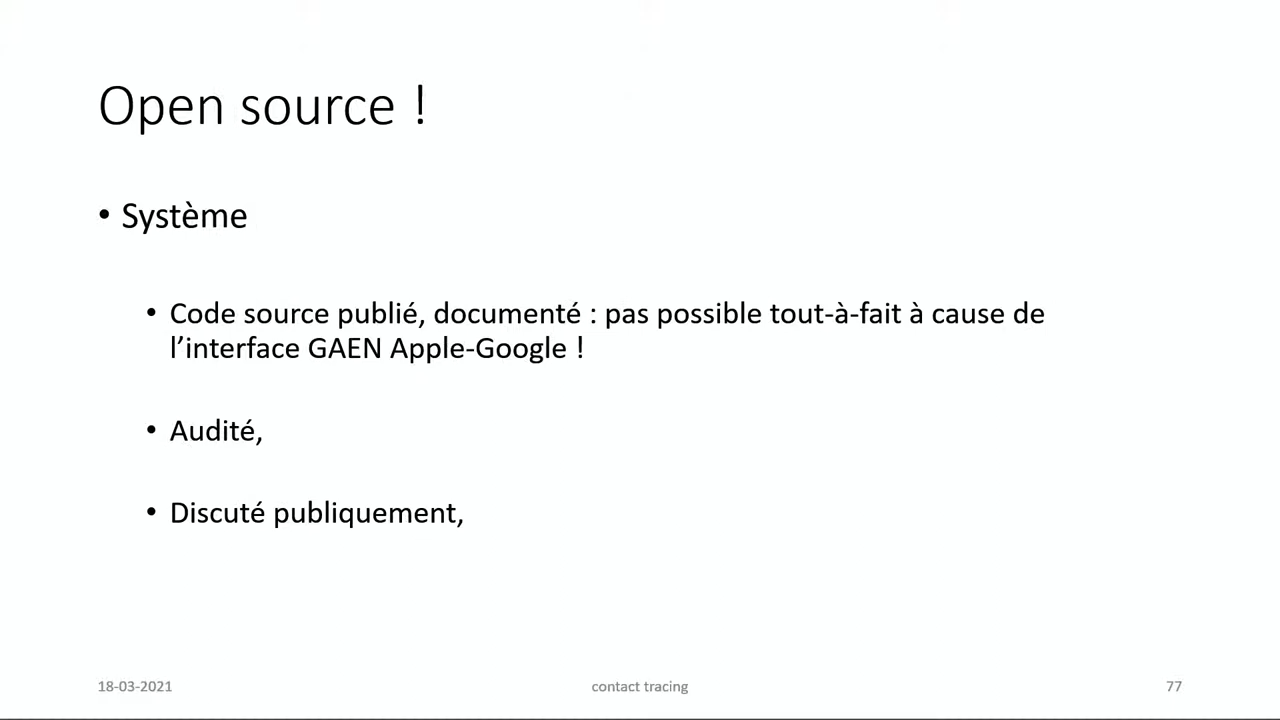 Open source !
• Système
• Code source publié, documenté : pas possible tout-à-fait à cause de
l’interface GAEN Apple-Google !
• Audité,
• Discuté publiquement,
18-03-2021
contact tracing
77